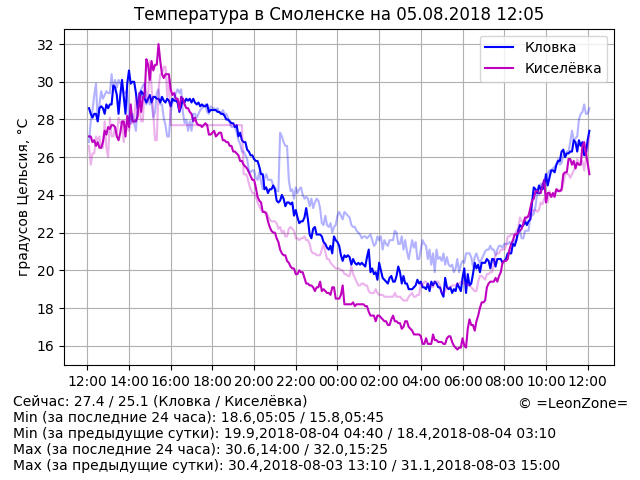 Температура в Смоленске на 05.08.2018 12:05
градусов Цельсия, °C
32
30
28
26
24
22
20
18
16
Кловка
Киселёвка
12:00 14:00 16:00 18:00 20:00 22:00 00:00 02:00 04:00 06:00 08:00 10:00 12:00
Сейчас: 27.4 / 25.1 (Кловка / Киселёвка)
© =LeonZone=
Min (за последние 24 часа): 18.6,05:05 / 15.8,05:45
Min (за предыдущие сутки): 19.9,2018-08-04 04:40 / 18.4,2018-08-04 03:10
Max (за последние 24 часа): 30.6,14:00 / 32.0,15:25
Max (за предыдущие сутки): 30.4,2018-08-03 13:10 / 31.1,2018-08-03 15:00